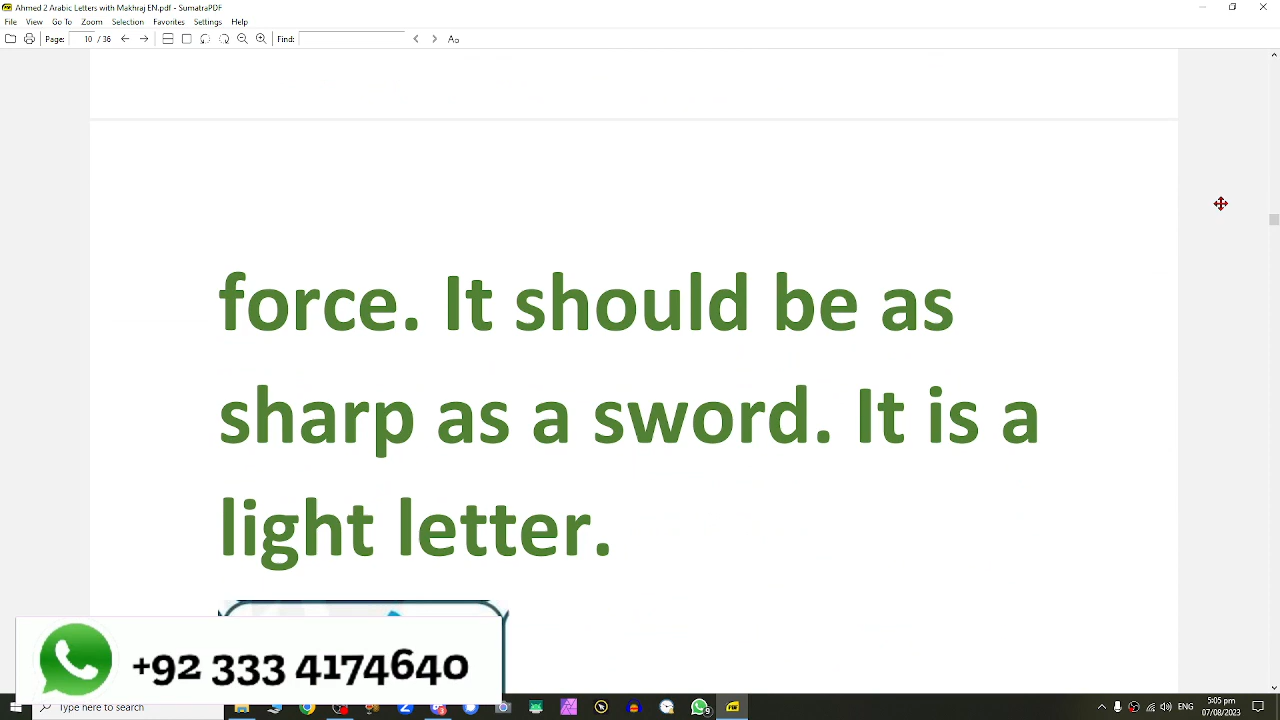 Ahmed 2 Arabic Letters with Makhraj EN.pdf - SumatraPDF
File View Go To Zoom Selection Favorites Settings Help
Page: 10 / 36 Find: Aa
force. It should be as
sharp as a sword. It is a
light letter.
+92 333 4174640
Type here to search
5:05 pm
07/08/2023